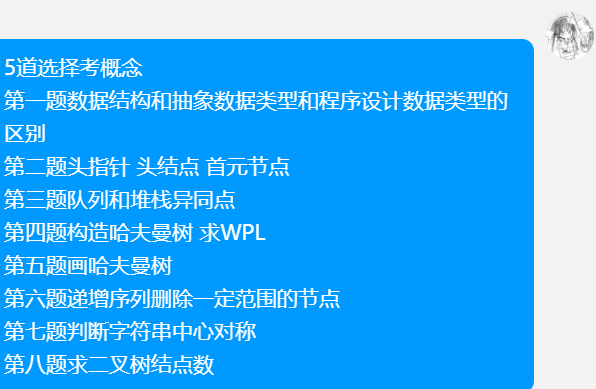 5道选择考概念
第一题数据结构和抽象数据类型和程序设计数据类型的
区别
第二题头指针 头结点 首元节点
第三题队列和堆栈异同点
第四题构造哈夫曼树 求WPL
第五题画哈夫曼树
第六题递增序列删除一定范围的节点
第七题判断字符串中心对称
第八题求二叉树结点数